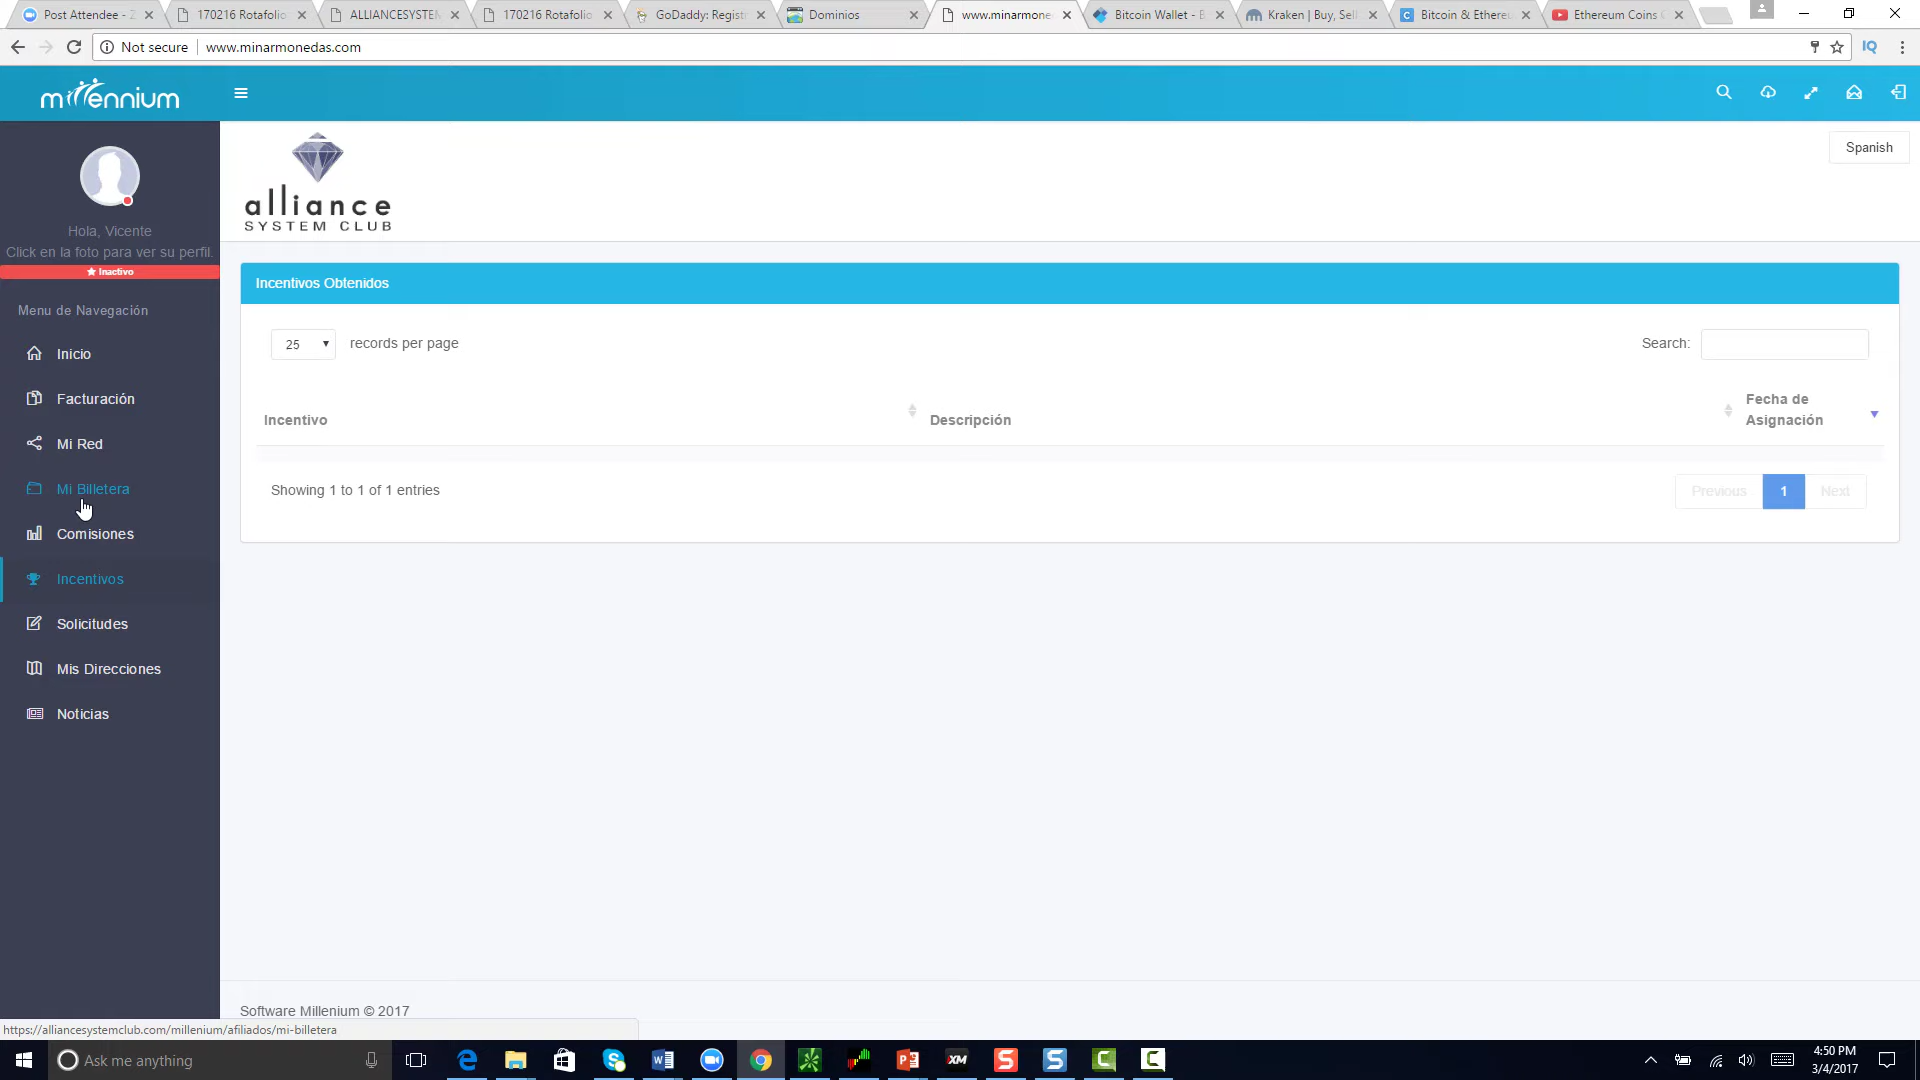 Post Attendee - Z
170216 Rotafolio
ALLIANCESYSTEM
170216 Rotafolio
GoDaddy: Regist
Dominios
www.minarmone
Bitcoin Wallet - B
Kraken | Buy, Sell
Bitcoin & Ethereu
Ethereum Coins
Not secure
www.minarmonedas.com
IQ
millennium
alliance
SYSTEM CLUB
Spanish
Hola, Vicente
Click en la foto para ver su perfil.
Inactivo
Menu de Navegación
Inicio
Facturación
Mi Red
Mi Billetera
Comisiones
Incentivos
Solicitudes
Mis Direcciones
Noticias
Incentivos Obtenidos
25
records per page
Search:
Incentivo
Descripción
Fecha de
Asignación
Showing 1 to 1 of 1 entries
Previous
1
Next
Software Millenium © 2017
https://alliancesystemclub.com/millenium/afiliados/mi-billetera
Ask me anything
XM
4:50 PM
3/4/2017